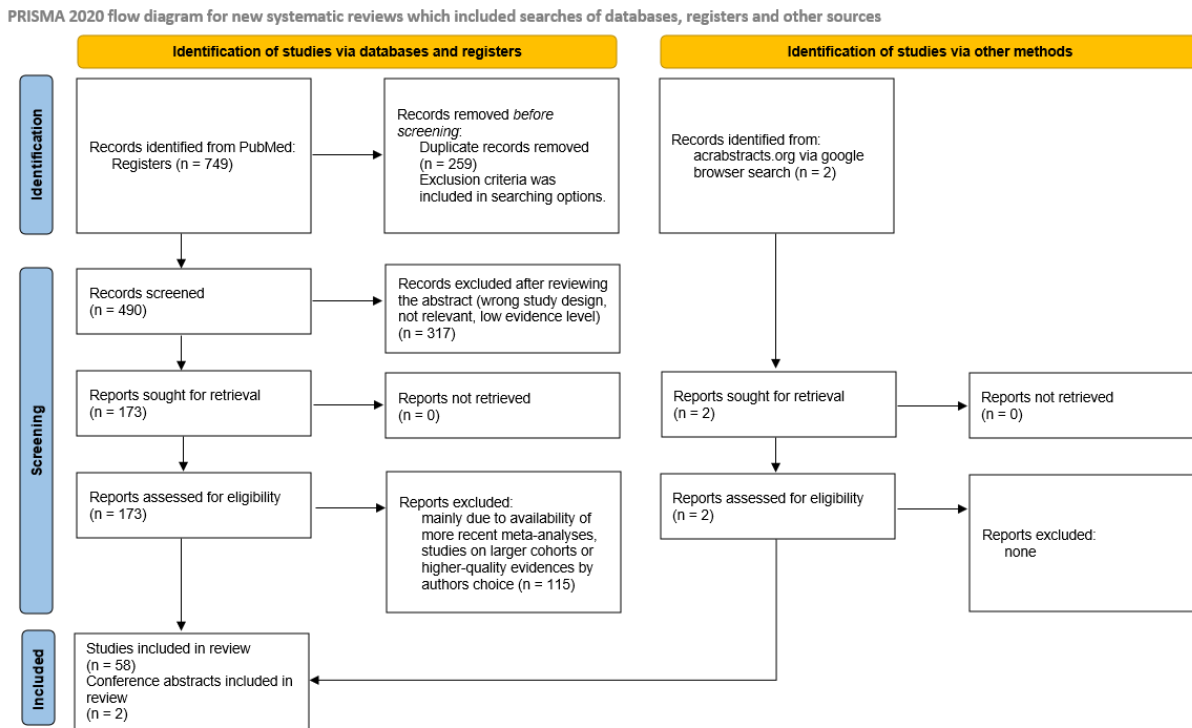 PRISMA 2020 flow diagram for new systematic reviews which included searches of databases, registers and other sources
Identification of studies via databases and registers
Identification of studies via other methods
Identification
Records identified from PubMed:
Registers (n = 749)
Records removed before
screening:
Duplicate records removed
(n = 259)
Exclusion criteria was
included in searching options.
Records identified from:
acrabstracts.org via google
browser search (n = 2)
Screening
Records screened
(n = 490)
Records excluded after reviewing
the abstract (wrong study design,
not relevant, low evidence level)
(n = 317)
Reports sought for retrieval
(n = 173)
Reports not retrieved
(n = 0)
Reports sought for retrieval
(n = 2)
Reports not retrieved
(n = 0)
Reports assessed for eligibility
(n = 173)
Reports excluded:
mainly due to availability of
more recent meta-analyses,
studies on larger cohorts or
higher-quality evidences by
authors choice (n = 115)
Reports assessed for eligibility
(n = 2)
Reports excluded:
none
Included
Studies included in review
(n = 58)
Conference abstracts included in
review
(n = 2)